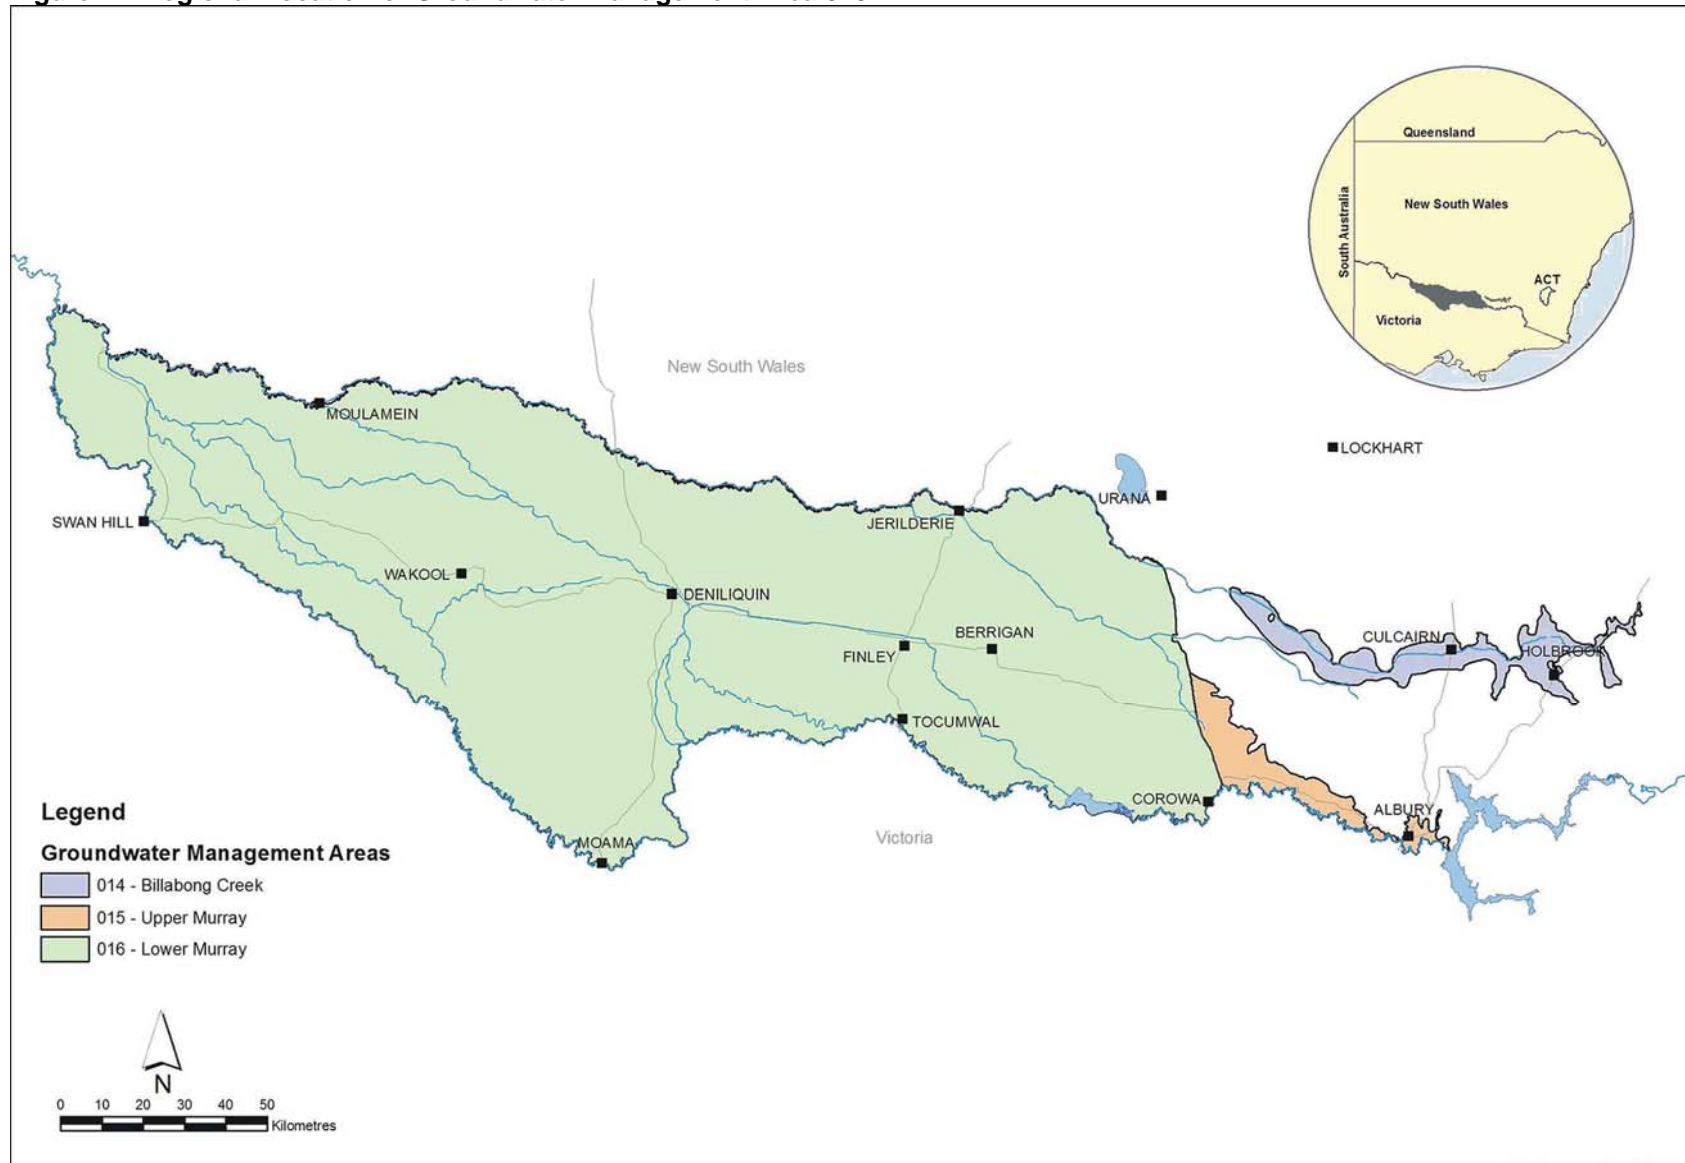 Queensland
New South Wales
South Australia
ACT
Victoria
New South Wales
MOULAMEIN
LOCKHART
URANA
SWAN HILL
JERILDERIE
WAKOOL
DENILIQUIN
BERRIGAN
CULCAIRN
FINLEY
HOLBROOK
TOCUMWAL
COROWA
ALBURY
Victoria
MOAMA
Legend
Groundwater Management Areas
014 - Billabong Creek
015 - Upper Murray
016 - Lower Murray
N
0 10 20 30 40 50
Kilometres